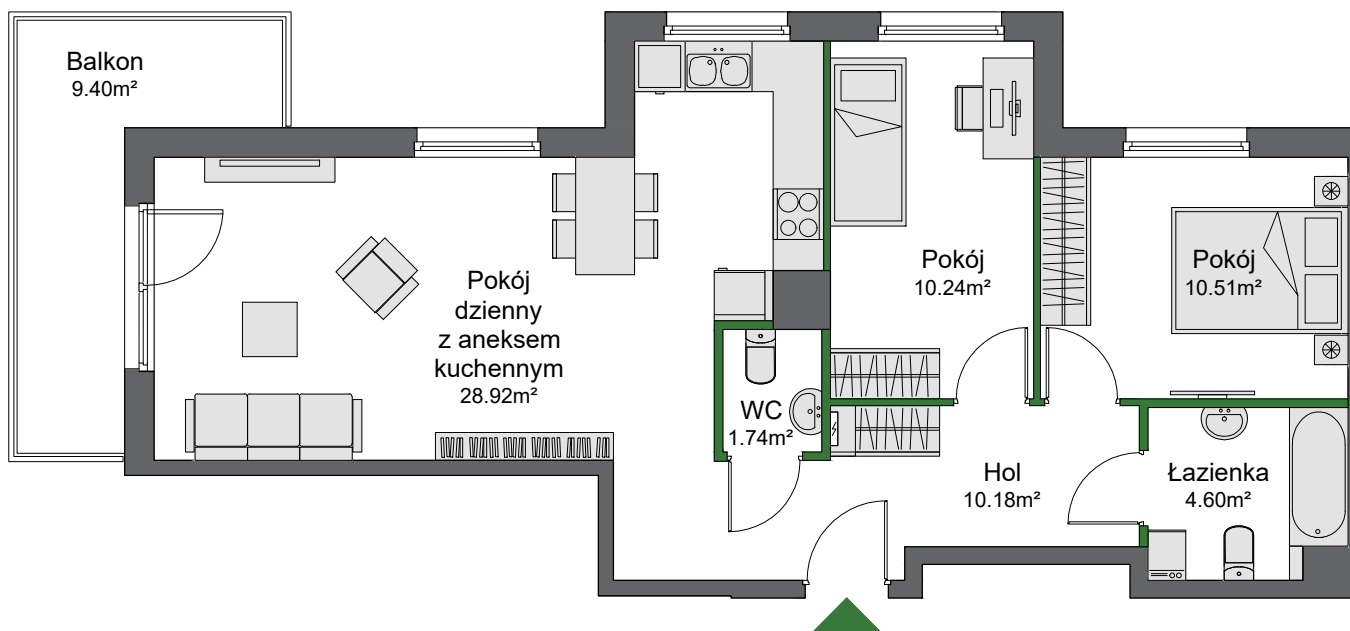 Balkon
9.40m²
Pokój
dzienny
z aneksem
kuchennym
28.92m²
Pokój
10.24m²
Pokój
10.51m²
WC
1.74m²
Hol
10.18m²
Łazienka
4.60m²